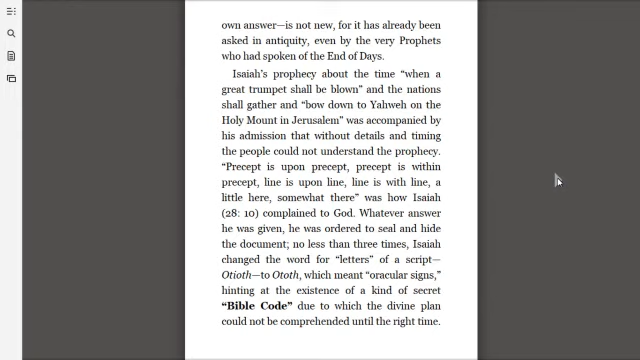 own answer—is not new, for it has already been
asked in antiquity, even by the very Prophets
who had spoken of the End of Days.
Isaiah’s prophecy about the time “when a
great trumpet shall be blown” and the nations
shall gather and “bow down to Yahweh on the
Holy Mount in Jerusalem” was accompanied by
his admission that without details and timing
the people could not understand the prophecy.
“Precept is upon precept, precept is within
precept, line is upon line, line is with line, a
little here, somewhat there” was how Isaiah
(28: 10) complained to God. Whatever answer
he was given, he was ordered to seal and hide
the document; no less than three times, Isaiah
changed the word for “letters” of a script—
Otioth—to Ototh, which meant “oracular signs,”
hinting at the existence of a kind of secret
“Bible Code” due to which the divine plan
could not be comprehended until the right time.